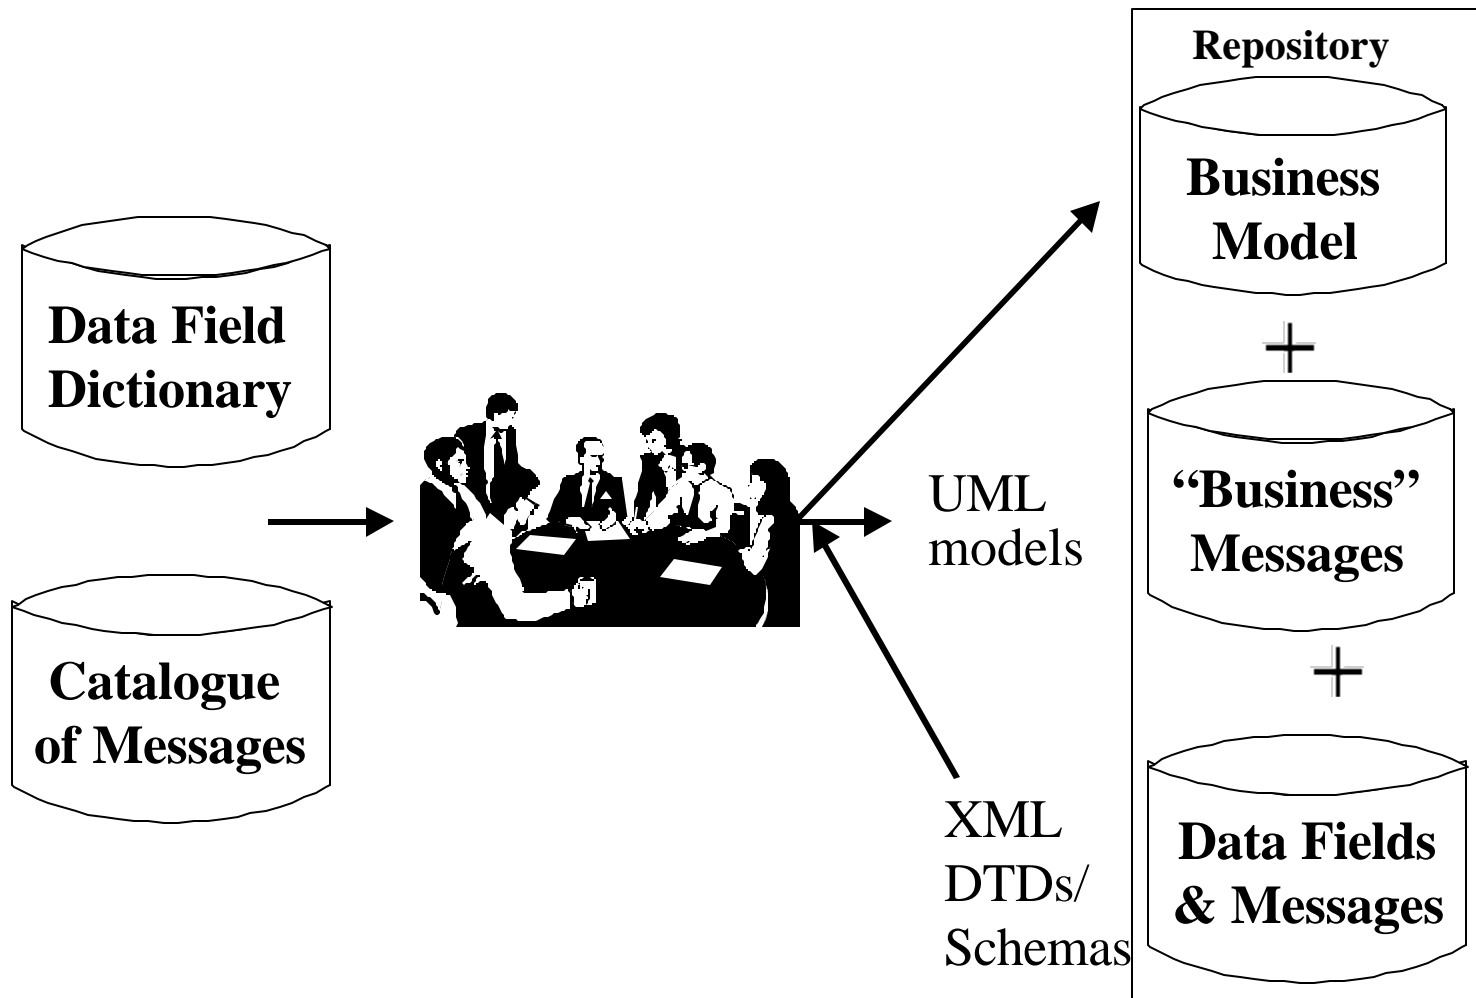 Repository
Business
Model
Data Field
Dictionary
+
“Business”
Messages
UML
models
Catalogue
of Messages
+
XML
DTDs/
Schemas
Data Fields
& Messages